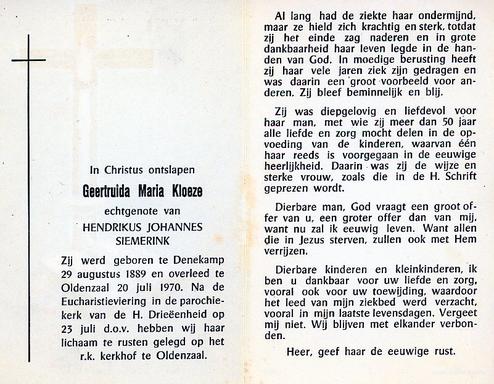 In Christus ontslapen
Geertruida Maria Kloeze
echtgenote van
HENDRIKUS JOHANNES
SIEMERINK
Zij werd geboren te Denekamp
29 augustus 1889 en overleed te
Oldenzaal 20 juli 1970. Na de
Eucharistieviering in de parochie-
kerk van de H. Drieëenheid op
23 juli d.o.v. hebben wij haar
lichaam te rusten gelegd op het
r.k. kerkhof te Oldenzaal.
Al lang had de ziekte haar ondermijnd,
maar ze hield zich krachtig en sterk, totdat
zij het einde zag naderen en in grote
dankbaarheid haar leven legde in de han-
den van God. In moedige berusting heeft
zij haar vele jaren ziek zijn gedragen en
was daarin een groot voorbeeld voor an-
deren. Zij bleef beminnelijk en blij.
Zij was diepgelovig en liefdevol voor
haar man, met wie zij meer dan 50 jaar
alle liefde en zorg mocht delen in de op-
voeding van de kinderen, waarvan één
haar reeds is voorgegaan in de eeuwige
heerlijkheid. Daarin was zij de wijze en
sterke vrouw, zoals die in de H. Schrift
geprezen wordt.
Dierbare man, God vraagt een groot of-
fer van u, een groter offer dan van mij,
want nu zal ik eeuwig leven. Want allen
die in Jezus sterven, zullen ook met Hem
verrijzen.
Dierbare kinderen en kleinkinderen, ik
ben u dankbaar voor uw liefde en zorg,
vooral ook voor uw toewijding, waardoor
het leed van mijn ziekbed werd verzacht,
vooral in mijn laatste levensdagen. Vergeet
mij niet. Wij blijven met elkander verbon-
den.
Heer, geef haar de eeuwige rust.